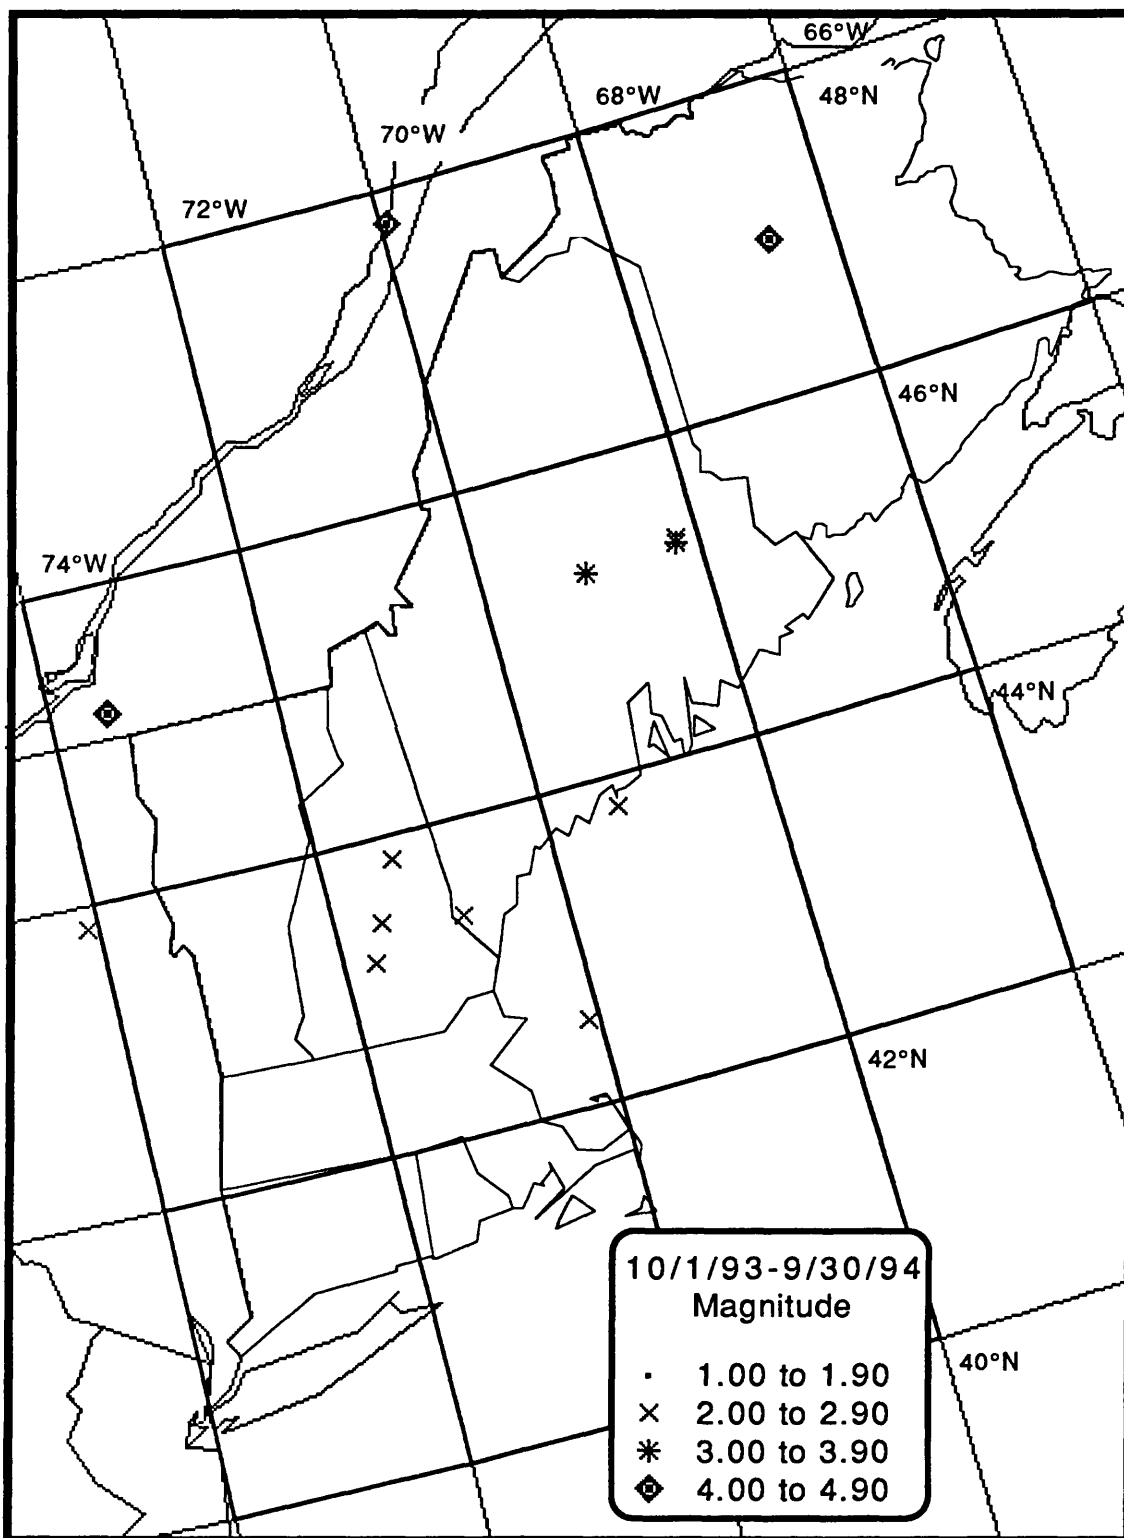 66°W
68°W
48°N
70°W
72°W
46°N
74°W
44°N
42°N
10/1/93-9/30/94
Magnitude
1.00 to 1.90
2.00 to 2.90
3.00 to 3.90
4.00 to 4.90
40°N